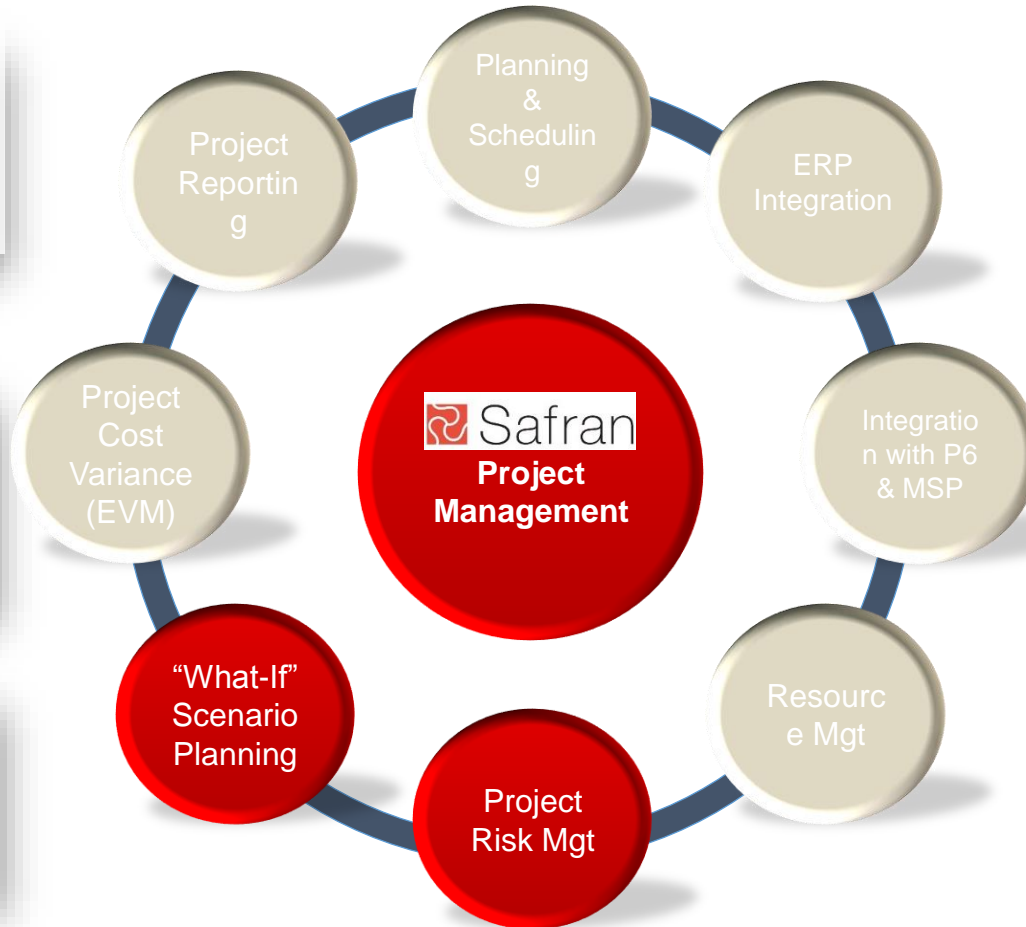 Planning
&
Schedulin
g
ERP
Integration
Integratio
n with P6
& MSP
Resourc
e Mgt
Project
Risk Mgt
“What-If”
Scenario
Planning
Project
Cost
Variance
(EVM)
Project
Reportin
g
Safran
Project
Management